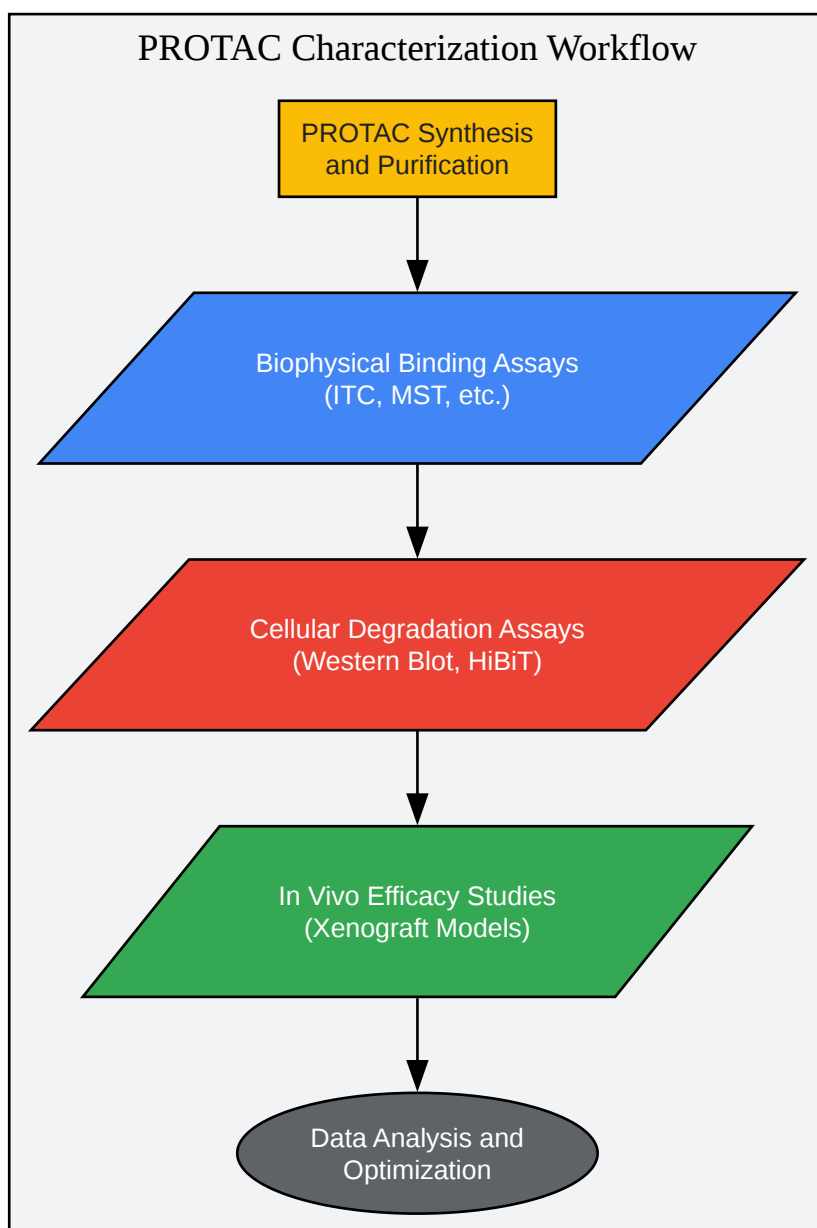 PROTAC Characterization Workflow
PROTAC Synthesis
and Purification
Biophysical Binding Assays
(ITC, MST, etc.)
Cellular Degradation Assays
(Western Blot, HiBiT)
In Vivo Efficacy Studies
(Xenograft Models)
Data Analysis and
Optimization